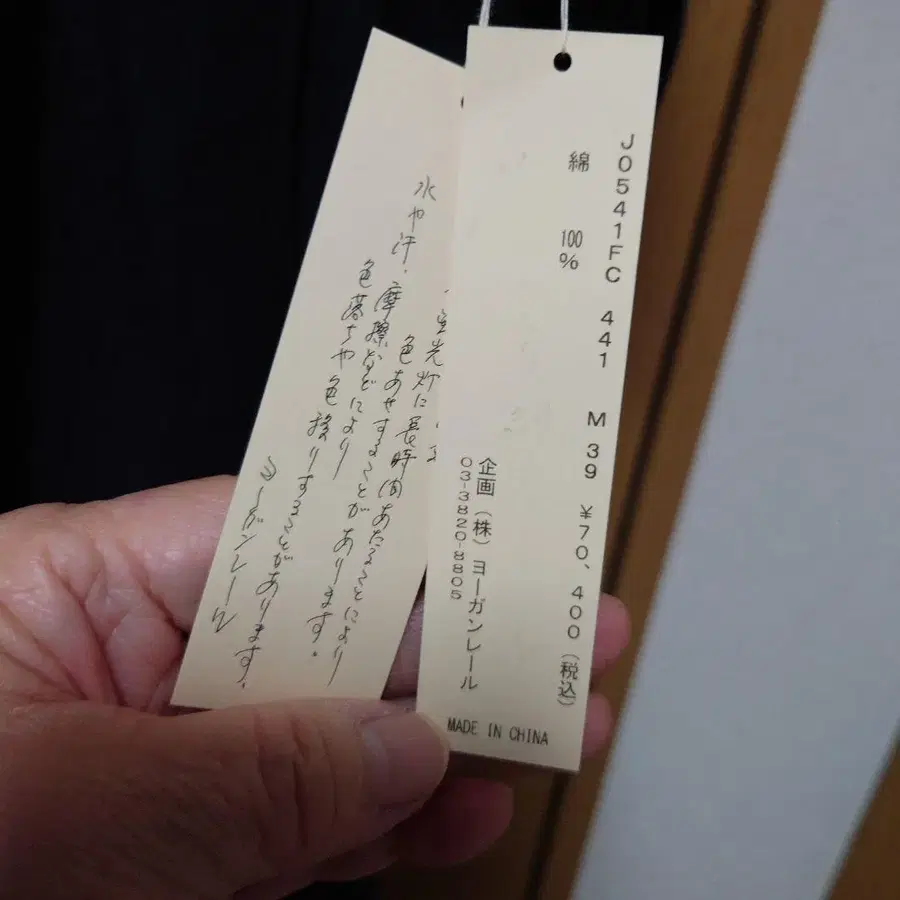 J0541FC 441 M 39 ¥70、400(税込)
綿 100%
企画(株)ヨーガンレール
03-3820-8805
MADE IN CHINA
光灯に長時間あたることにより
色あせすることがあります。
水や汗、摩擦などにより
色落ちや色移りすることがあります。
ヨーガンレール